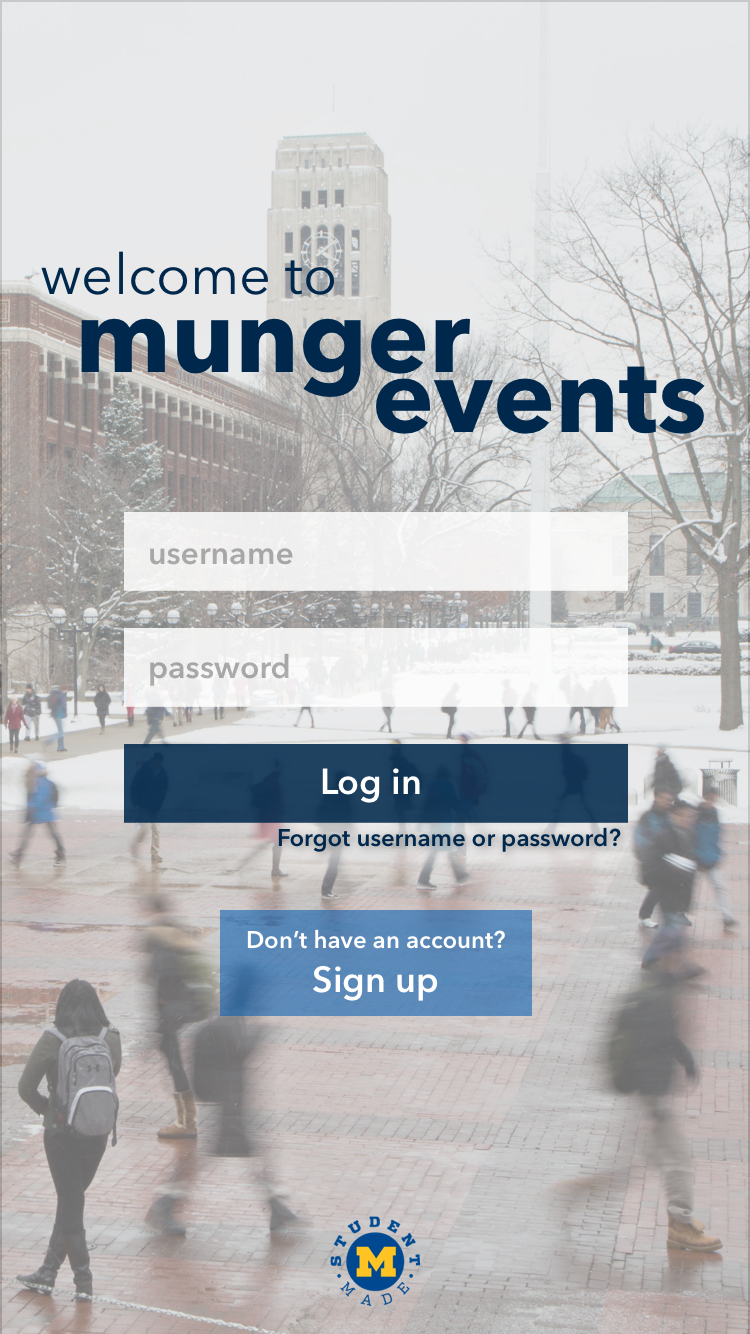 welcome to
munger
events
username
password
Log in
Forgot username or password?
Don’t have an account?
Sign up
STUDENT
M
MADE